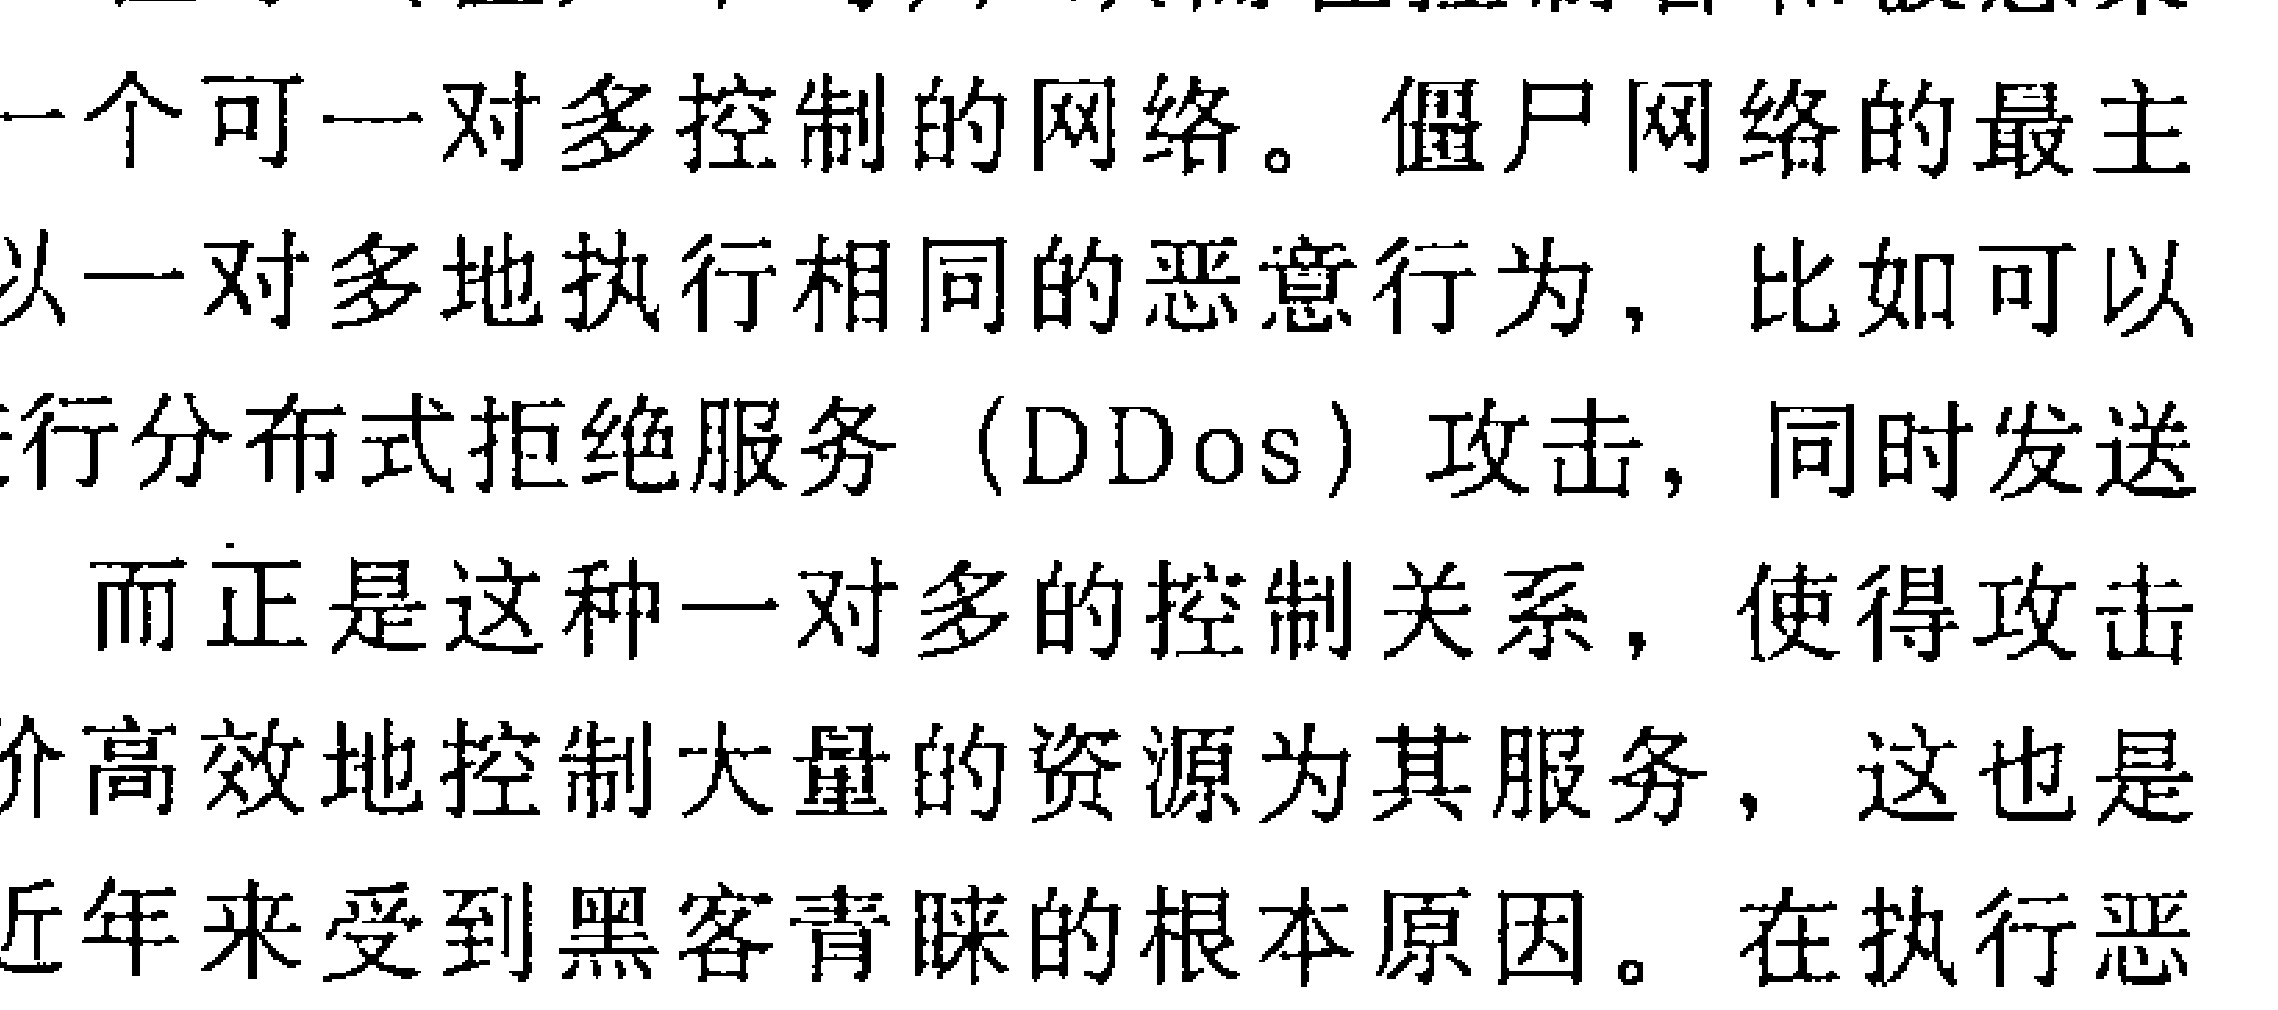 一个可一对多控制的网络。僵尸网络的最主
以一对多地执行相同的恶意行为，比如可以
行分布式拒绝服务（DDos）攻击，同时发送
而正是这种一对多的控制关系，使得攻击
价高效地控制大量的资源为其服务，这也是
近年来受到黑客青睐的根本原因。在执行恶